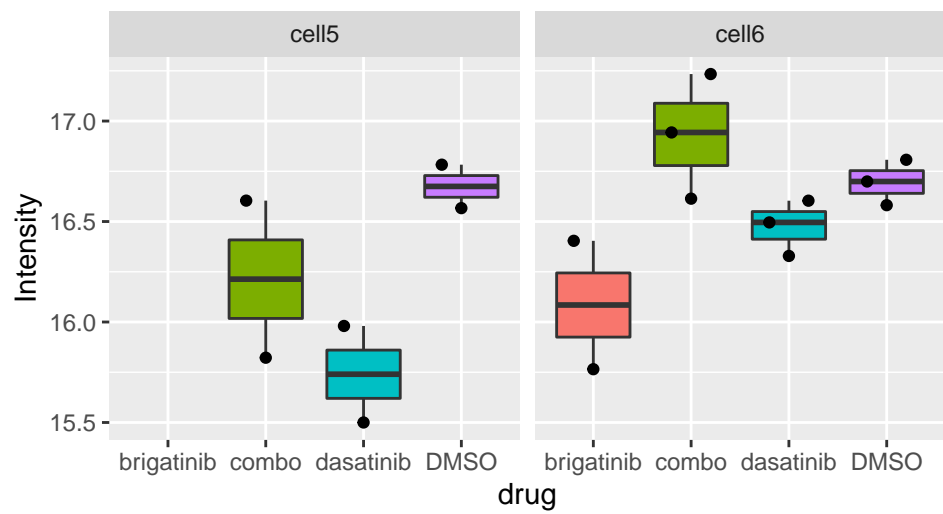 cell5 cell6
17.0
16.5
16.0
15.5
Intensity
brigatinib combo dasatinib DMSO brigatinib combo dasatinib DMSO
drug